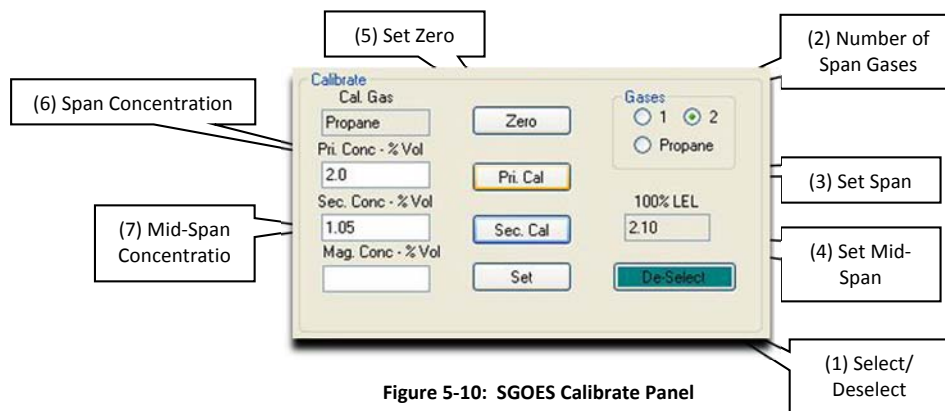 (5) Set Zero
(2) Number of
Span Gases
(6) Span Concentration
Calibrate
Cal. Gas
Propane
Zero
Gases
1
2
Propane
Pri. Conc - % Vol
2.0
Pri. Cal
(3) Set Span
Sec. Conc - % Vol
1.05
Sec. Cal
100% LEL
2.10
(7) Mid-Span
Concentratio
(4) Set Mid-
Span
Mag. Conc - % Vol
Set
De-Select
(1) Select/
Deselect
Figure 5-10: SGOES Calibrate Panel